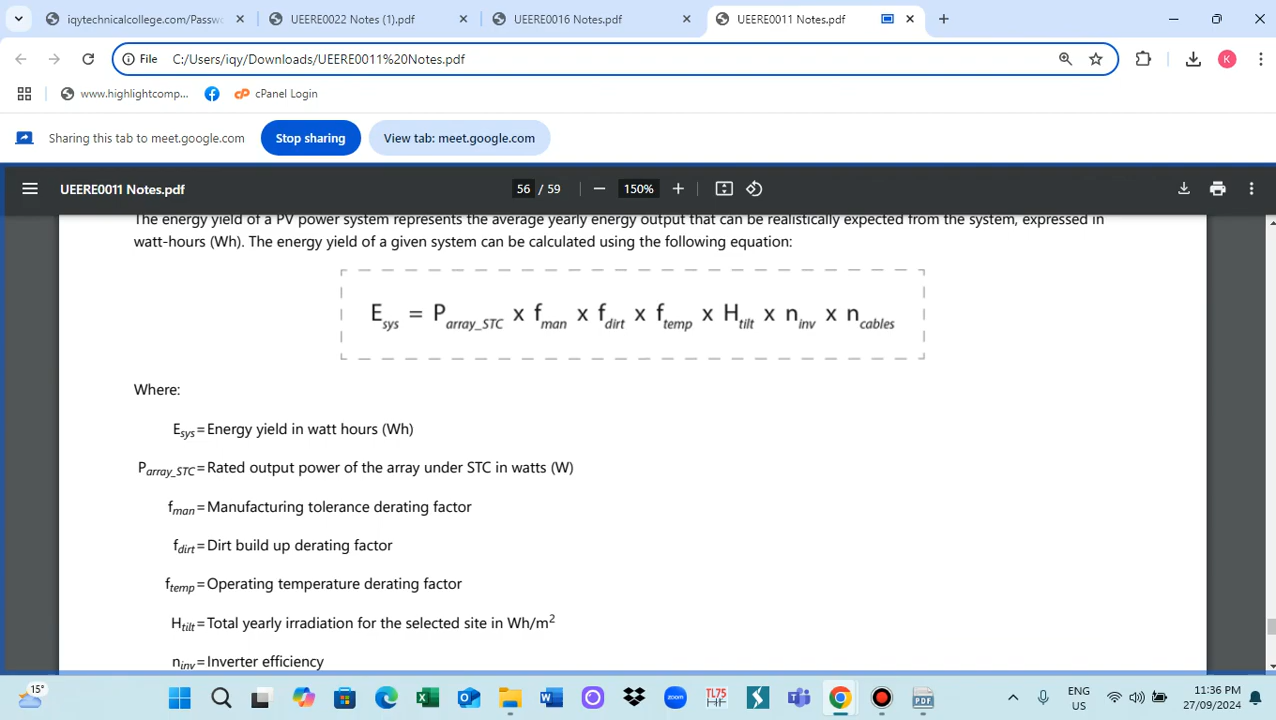 iqytechnicalcollege.com/Passwo
UEERE0022 Notes (1).pdf
UEERE0016 Notes.pdf
UEERE0011 Notes.pdf
File
C:/Users/iqy/Downloads/UEERE0011%20Notes.pdf
K
www.highlightcomp...
cPanel Login
Sharing this tab to meet.google.com
Stop sharing
View tab: meet.google.com
UEERE0011 Notes.pdf
56 / 59
150%
The energy yield of a PV power system represents the average yearly energy output that can be realistically expected from the system, expressed in
watt-hours (Wh). The energy yield of a given system can be calculated using the following equation:
Esys = Parray_STC x fman x fdirt x ftemp x Htilt x ninv x ncables
Where:
Esys=Energy yield in watt hours (Wh)
Parray_STC=Rated output power of the array under STC in watts (W)
fman=Manufacturing tolerance derating factor
fdirt=Dirt build up derating factor
ftemp=Operating temperature derating factor
Htilt=Total yearly irradiation for the selected site in Wh/m²
ninv=Inverter efficiency
15°
zoom
TL75
ENG
US
11:36 PM
27/09/2024